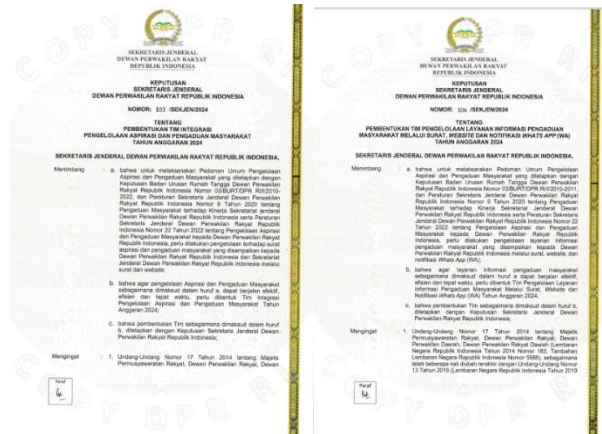 SEKRETARIS JENDERAL
DEWAN PERWAKILAN RAKYAT
REPUBLIK INDONESIA
KEPUTUSAN
SEKRETARIS JENDERAL
DEWAN PERWAKILAN RAKYAT REPUBLIK INDONESIA
NOMOR: 103 /SEKJEN/2024
TENTANG
PEMBENTUKAN TIM INTEGRASI
PENGELOLAAN ASPIRASI DAN PENGADUAN MASYARAKAT
TAHUN ANGGARAN 2024
SEKRETARIS JENDERAL DEWAN PERWAKILAN RAKYAT REPUBLIK INDONESIA,
Menimbang : a. bahwa untuk melaksanakan Pedoman Umum Pengelolaan
Aspirasi dan Pengaduan Masyarakat yang ditetapkan dengan
Keputusan Badan Urusan Rumah Tangga Dewan Perwakilan
Rakyat Republik Indonesia Nomor 03/BURT/DPR RI/2010-
2022, dan Peraturan Sekretaris Jenderal Dewan Perwakilan
Rakyat Republik Indonesia Nomor 9 Tahun 2020 tentang
Pengaduan Masyarakat terhadap Kinerja Sekretariat Jenderal
Dewan Perwakilan Rakyat Republik Indonesia serta Peraturan
Sekretaris Jenderal Dewan Perwakilan Rakyat Republik
Indonesia Nomor 22 Tahun 2022 tentang Pengelolaan Aspirasi
dan Pengaduan Masyarakat kepada Dewan Perwakilan Rakyat
Republik Indonesia, perlu dilakukan pengelolaan terhadap surat
aspirasi dan pengaduan masyarakat yang disampaikan kepada
Dewan Perwakilan Rakyat Republik Indonesia dan Sekretariat
Jenderal Dewan Perwakilan Rakyat Republik Indonesia melalui
surat dan website;
b. bahwa agar pengelolaan Aspirasi dan Pengaduan Masyarakat
sebagaimana dimaksud dalam huruf a, dapat berjalan efektif,
efisien dan tepat waktu, perlu dibentuk Tim Integrasi
Pengelolaan Aspirasi dan Pengaduan Masyarakat Tahun
Anggaran 2024;
c. bahwa pembentukan Tim sebagaimana dimaksud dalam huruf
b, ditetapkan dengan Keputusan Sekretaris Jenderal Dewan
Perwakilan Rakyat Republik Indonesia;
Mengingat : 1. Undang-Undang Nomor 17 Tahun 2014 tentang Majelis
Permusyawaratan Rakyat, Dewan Perwakilan Rakyat, Dewan
Paraf
SEKRETARIS JENDERAL
DEWAN PERWAKILAN RAKYAT
REPUBLIK INDONESIA
KEPUTUSAN
SEKRETARIS JENDERAL
DEWAN PERWAKILAN RAKYAT REPUBLIK INDONESIA
NOMOR: 104 /SEKJEN/2024
TENTANG
PEMBENTUKAN TIM PENGELOLAAN LAYANAN INFORMASI PENGADUAN
MASYARAKAT MELALUI SURAT, WEBSITE DAN NOTIFIKASI WHATS APP (WA)
TAHUN ANGGARAN 2024
SEKRETARIS JENDERAL DEWAN PERWAKILAN RAKYAT REPUBLIK INDONESIA,
Menimbang : a. bahwa untuk melaksanakan Pedoman Umum Pengelolaan
Aspirasi dan Pengaduan Masyarakat yang ditetapkan dengan
Keputusan Badan Urusan Rumah Tangga Dewan Perwakilan
Rakyat Republik Indonesia Nomor 03/BURT/DPR RI/2010-2011,
dan Peraturan Sekretaris Jenderal Dewan Perwakilan Rakyat
Republik Indonesia Nomor 9 Tahun 2020 tentang Pengaduan
Masyarakat terhadap Kinerja Sekretariat Jenderal Dewan
Perwakilan Rakyat Republik Indonesia serta Peraturan Sekretaris
Jenderal Dewan Perwakilan Rakyat Republik Indonesia Nomor 22
Tahun 2022 tentang Pengelolaan Aspirasi dan Pengaduan
Masyarakat kepada Dewan Perwakilan Rakyat Republik
Indonesia, perlu dilakukan pengelolaan layanan informasi
pengaduan masyarakat yang disampaikan kepada Dewan
Perwakilan Rakyat Republik Indonesia melalui surat, website, dan
notifikasi Whats App (WA);
b. bahwa agar layanan informasi pengaduan masyarakat
sebagaimana dimaksud dalam huruf a dapat berjalan efektif,
efisien dan tepat waktu, perlu dibentuk Tim Pengelolaan Layanan
Informasi Pengaduan Masyarakat Melalui Surat, Website dan
Notifikasi Whats App (WA) Tahun Anggaran 2024;
c. bahwa pembentukan Tim sebagaimana dimaksud dalam huruf b,
ditetapkan dengan Keputusan Sekretaris Jenderal Dewan
Perwakilan Rakyat Republik Indonesia;
Mengingat : 1. Undang-Undang Nomor 17 Tahun 2014 tentang Majelis
Permusyawaratan Rakyat, Dewan Perwakilan Rakyat, Dewan
Perwakilan Daerah, Dewan Perwakilan Rakyat Daerah (Lembaran
Negara Republik Indonesia Tahun 2014 Nomor 182, Tambahan
Lembaran Negara Republik Indonesia Nomor 5568), sebagaimana
telah beberapa kali diubah terakhir dengan Undang-Undang Nomor
13 Tahun 2019 (Lembaran Negara Republik Indonesia Tahun 2019
Paraf